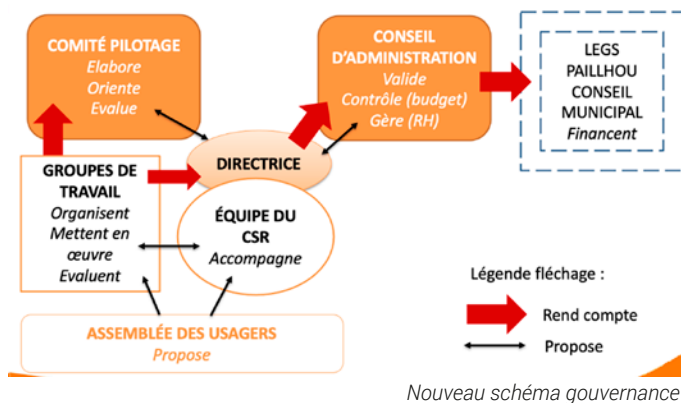 COMITÉ PILOTAGE
Elabore
Oriente
Evalue
CONSEIL
D'ADMINISTRATION
Valide
Contrôle (budget)
Gère (RH)
LEGS
PAILLHOU
CONSEIL
MUNICIPAL
Financent
DIRECTRICE
GROUPES DE
TRAVAIL
Organisent
Mettent en
œuvre
Evaluent
ÉQUIPE DU
CSR
Accompagne
ASSEMBLÉE DES USAGERS
Propose
Légende fléchage :
Rend compte
Propose
Nouveau schéma gouvernance